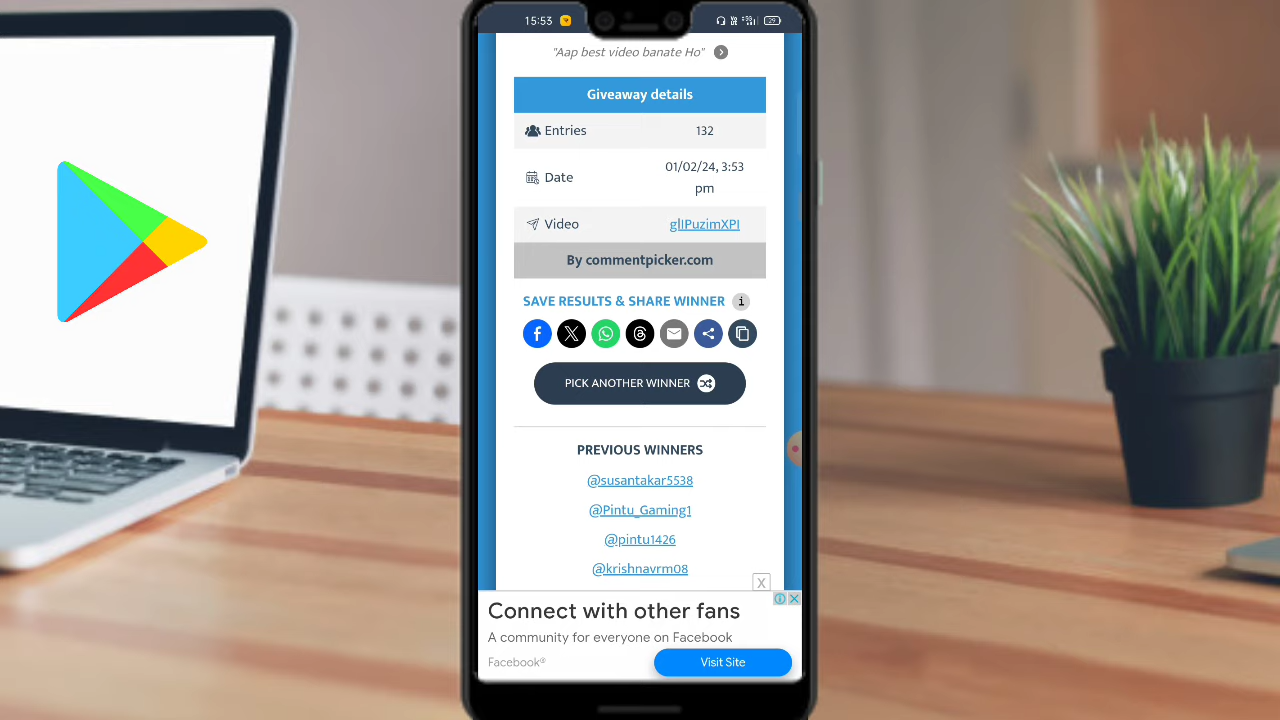 15:53
"Aap best video banate Ho"
Giveaway details
Entries 132
Date 01/02/24, 3:53 pm
Video glIPuzimXPI
By commentpicker.com
SAVE RESULTS & SHARE WINNER i
PICK ANOTHER WINNER
PREVIOUS WINNERS
@susantakar5538
@Pintu_Gaming1
@pintu1426
@krishnavrm08
X
Connect with other fans
A community for everyone on Facebook
Facebook®
Visit Site